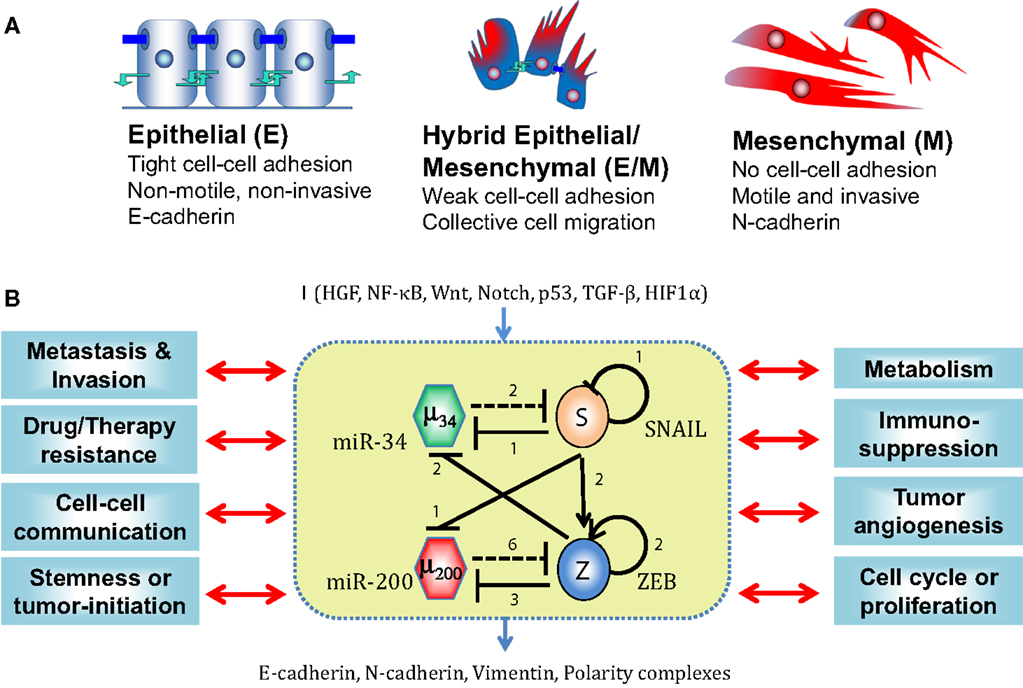 A
Epithelial (E)
Tight cell-cell adhesion
Non-motile, non-invasive
E-cadherin
Hybrid Epithelial/
Mesenchymal (E/M)
Weak cell-cell adhesion
Collective cell migration
Mesenchymal (M)
No cell-cell adhesion
Motile and invasive
N-cadherin
B
I (HGF, NF-κB, Wnt, Notch, p53, TGF-β, HIF1α)
Metastasis &
Invasion
Drug/Therapy
resistance
Cell-cell
communication
Stemness or
tumor-initiation
μ34
miR-34
2
1
S
1
SNAIL
2
1
2
μ200
miR-200
6
3
Z
2
ZEB
Metabolism
Immuno-
suppression
Tumor
angiogenesis
Cell cycle or
proliferation
E-cadherin, N-cadherin, Vimentin, Polarity complexes